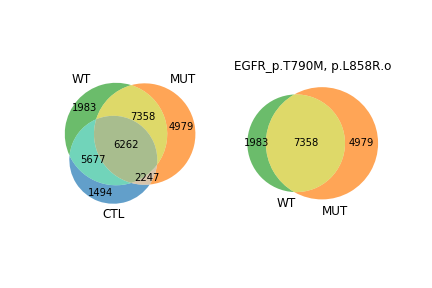 WT
MUT
1983
7358
4979
6262
5677
2247
1494
CTL
EGFR_p.T790M, p.L858R.o
1983
7358
4979
WT
MUT